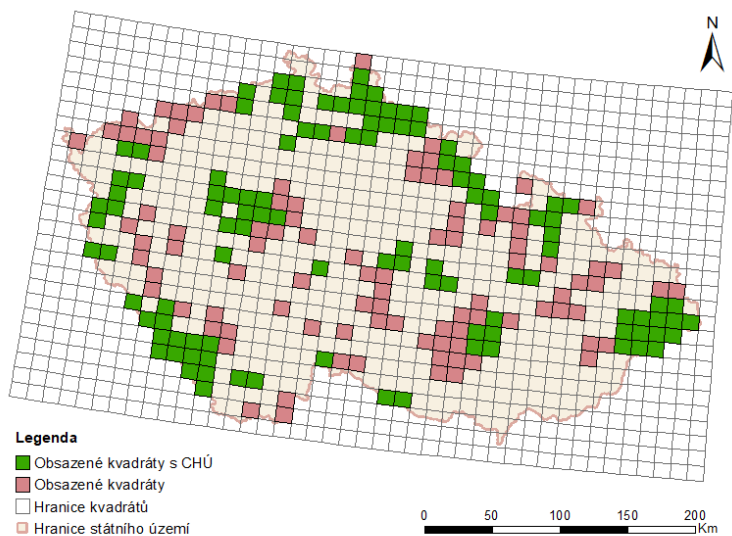 N
Legenda
Obsazené kvadráty s CHÚ
Obsazené kvadráty
Hranice kvadrátů
Hranice státního území
0 50 100 150 200
Km